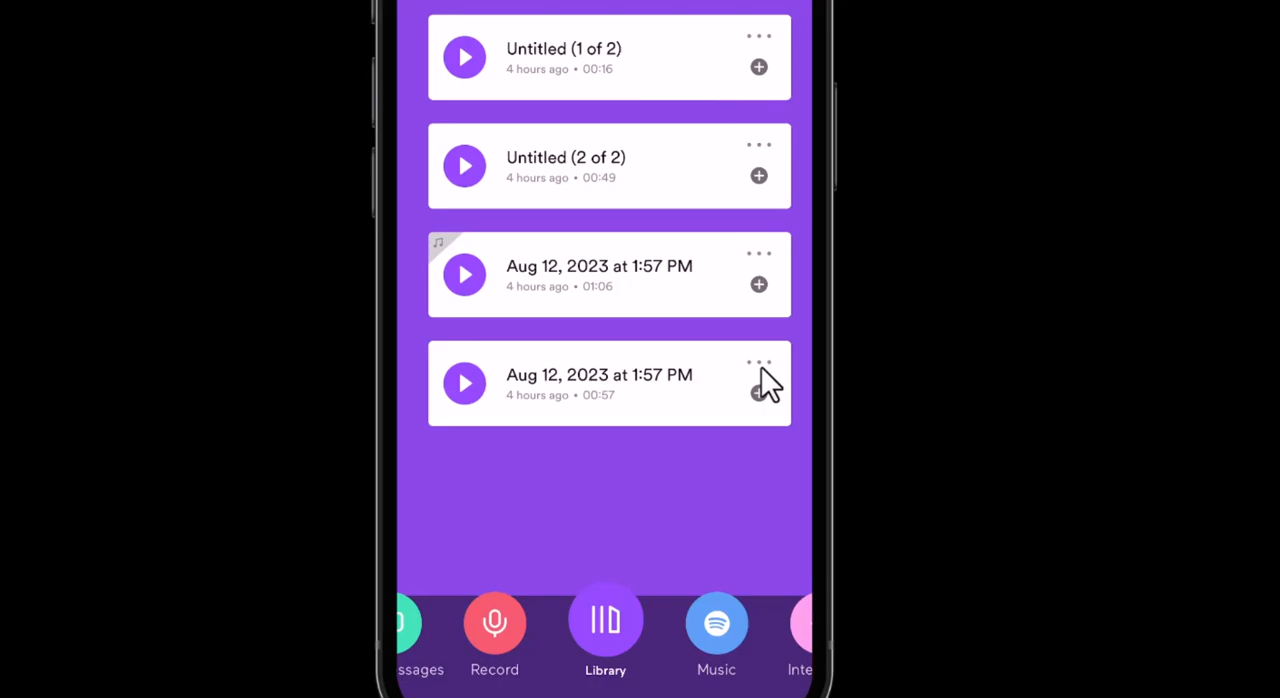 Untitled (1 of 2)
4 hours ago • 00:16
Untitled (2 of 2)
4 hours ago • 00:49
Aug 12, 2023 at 1:57 PM
4 hours ago • 01:06
Aug 12, 2023 at 1:57 PM
4 hours ago • 00:57
ssages Record Library Music Inte